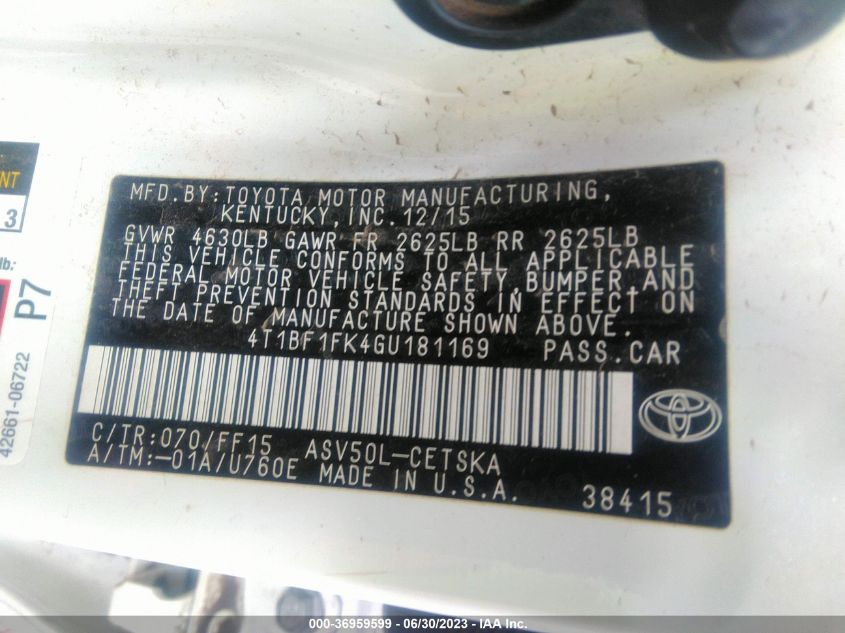 MFD.BY:TOYOTA MOTOR MANUFACTURING,
KENTUCKY, INC. 12/15
GVWR 4630LB GAWR FR 2625LB RR 2625LB
THIS VEHICLE CONFORMS TO ALL APPLICABLE
FEDERAL MOTOR VEHICLE SAFETY,BUMPER,AND
THEFT PREVENTION STANDARDS IN EFFECT ON
THE DATE OF MANUFACTURE SHOWN ABOVE.
4T1BF1FK4GU181169 PASS.CAR
C/TR:070/FF15 ASV50L-CETSKA
A/TM:-01A/U760E MADE IN U.S.A.
38415
NT
3
lb:
P7
42661-06722
000-36959599 - 06/30/2023 - IAA Inc.